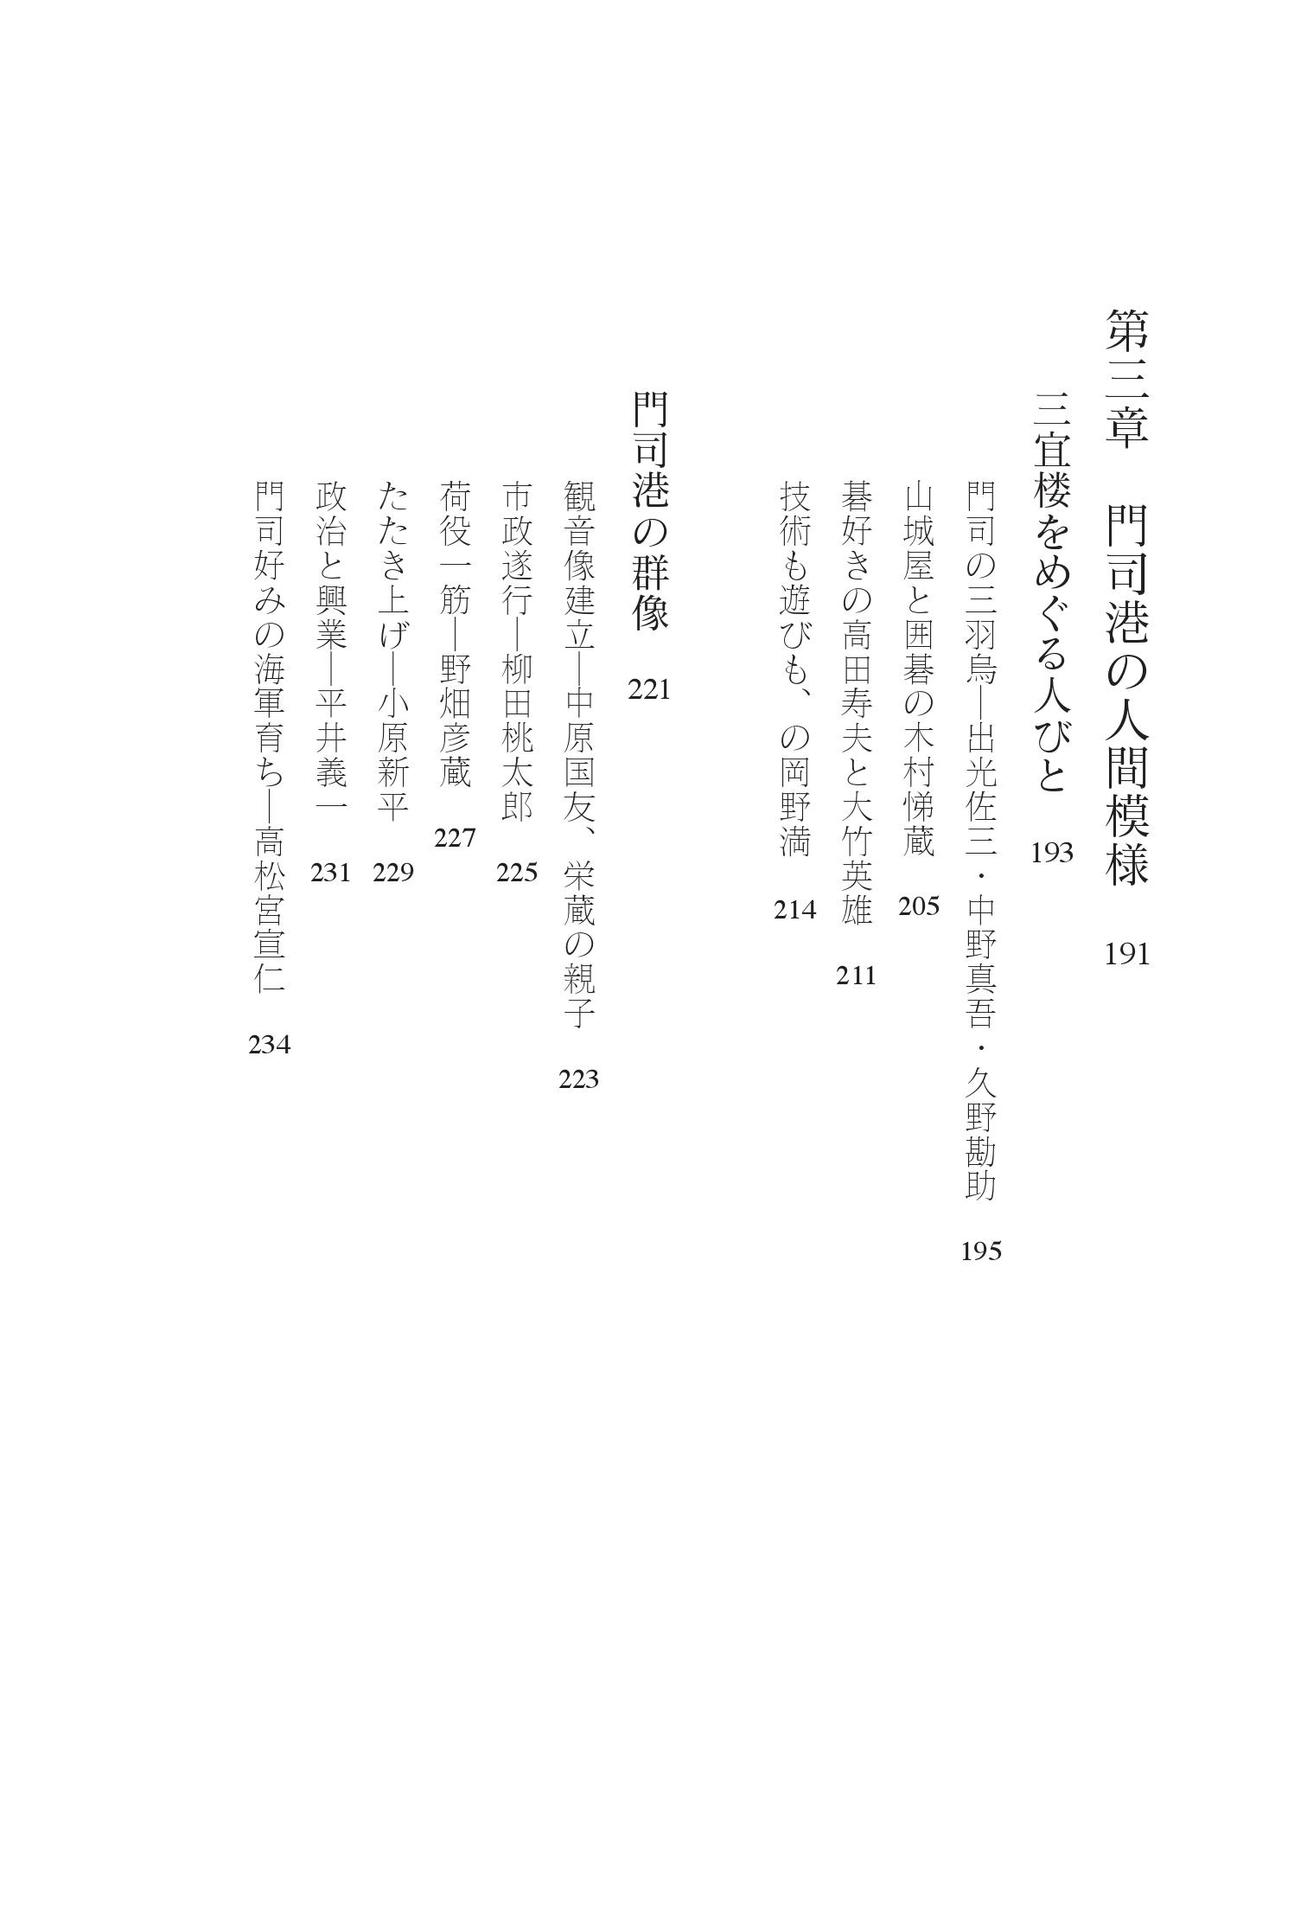 第三章　門司港の人間模様　191
三宜楼をめぐる人びと　193
門司の三羽烏―出光佐三・中野真吾・久野勘助　195
山城屋と囲碁の木村悌蔵　205
碁好きの高田寿夫と大竹英雄　211
技術も遊びも、の岡野満　214
門司港の群像　221
観音像建立―中原国友、栄蔵の親子　223
市政遂行―柳田桃太郎　225
荷役一筋―野畑彦蔵　227
たたき上げ―小原新平　229
政治と興業―平井義一　231
門司好みの海軍育ち―高松宮宣仁　234